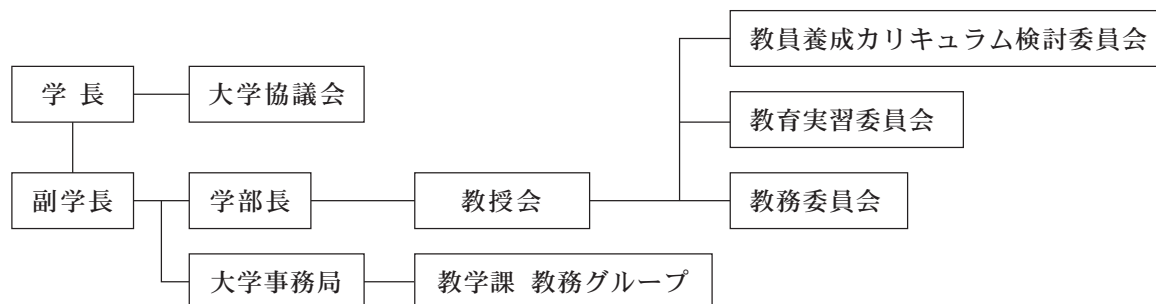 教員養成カリキュラム検討委員会
学 長
大学協議会
教育実習委員会
副学長
学部長
教授会
教務委員会
大学事務局
教学課 教務グループ